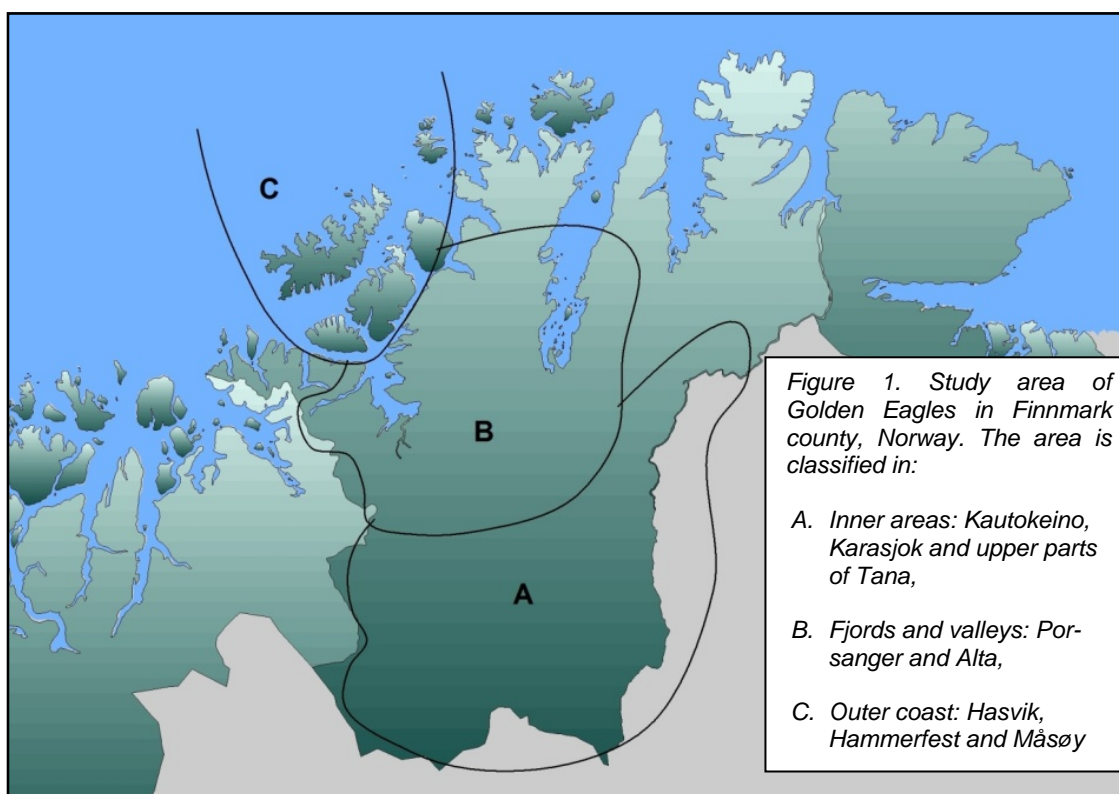 C
B
A
Figure 1. Study area of
Golden Eagles in Finnmark
county, Norway. The area is
classified in:
A. Inner areas: Kautokeino,
Karasjok and upper parts
of Tana,
B. Fjords and valleys: Por-
sanger and Alta,
C. Outer coast: Hasvik,
Hammerfest and Måsøy